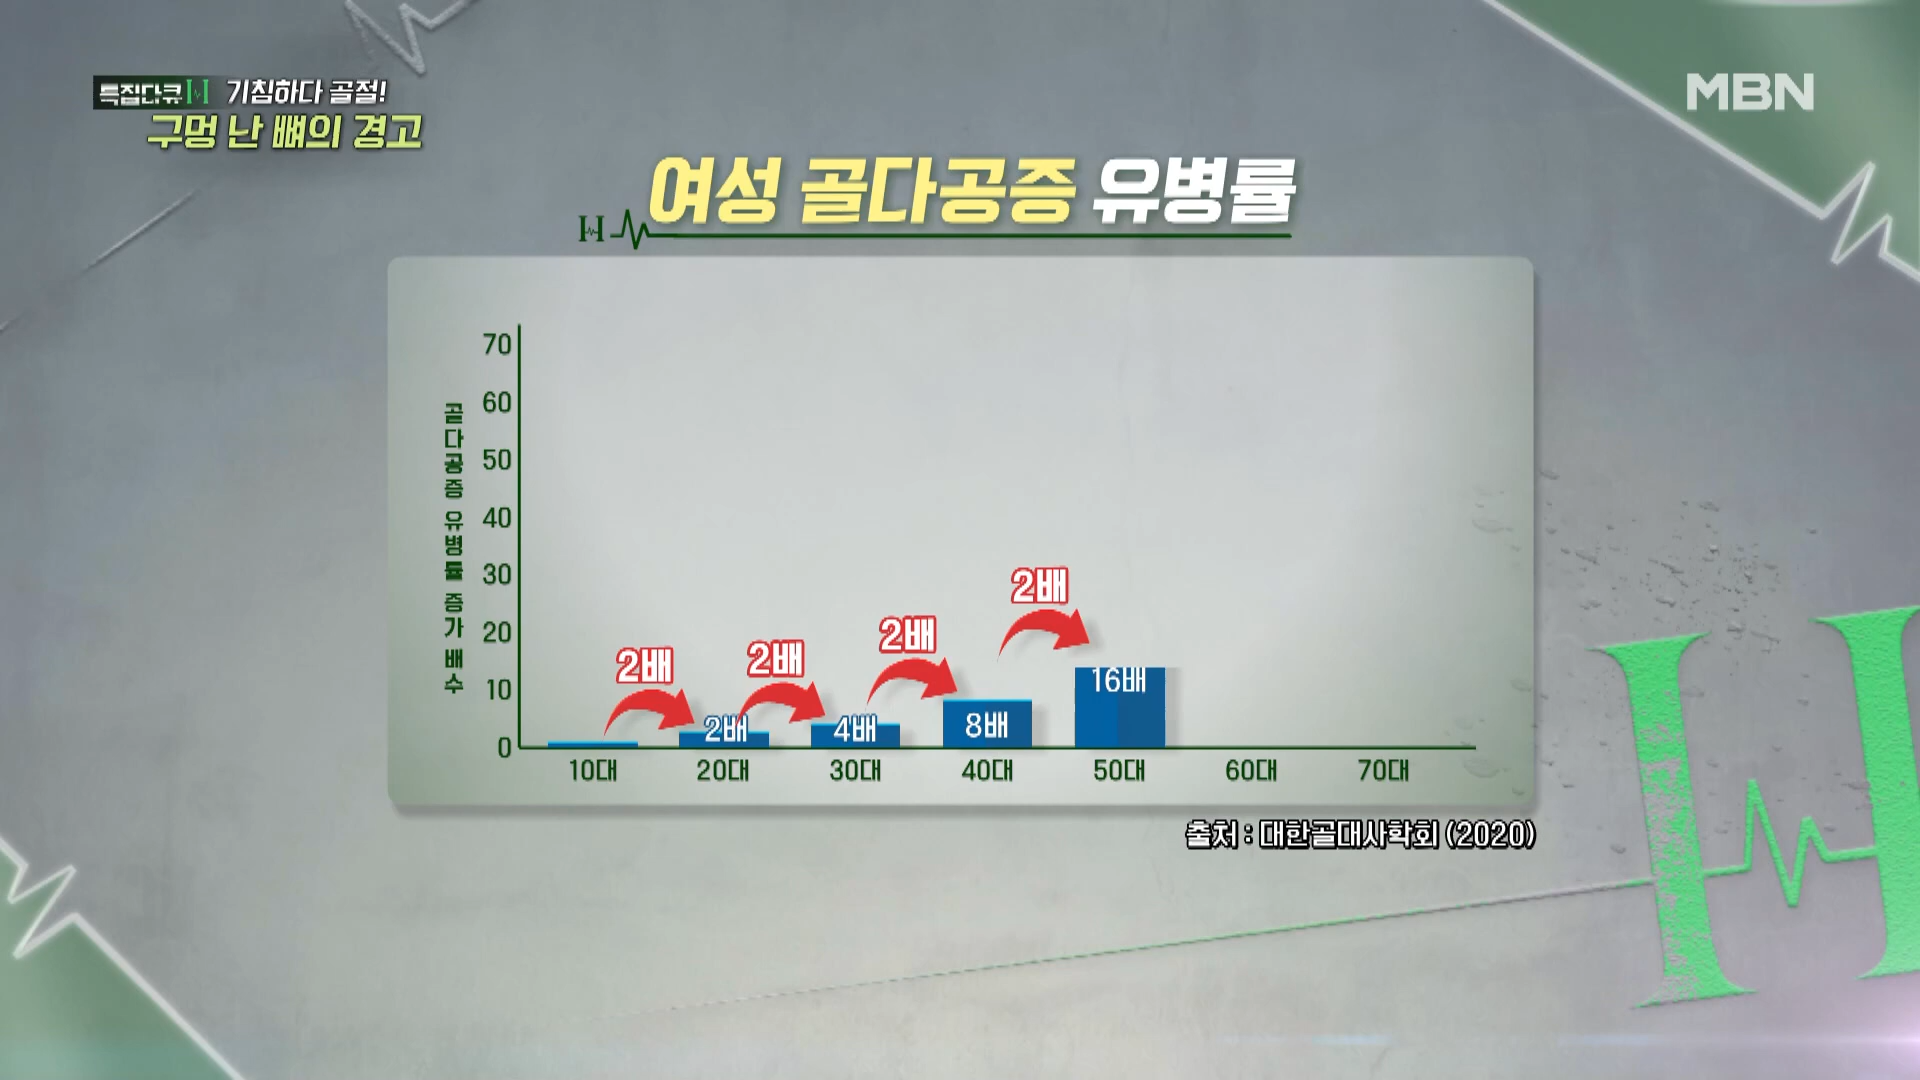 특집다큐H 기침하다 골절!
구멍 난 뼈의 경고
MBN
여성 골다공증 유병률
H
골다공증 유병률 증가 배수
70
60
50
40
30
20
10
0
2배
2배
2배
2배
2배
4배
8배
16배
10대 20대 30대 40대 50대 60대 70대
출처 : 대한골대사학회 (2020)
H